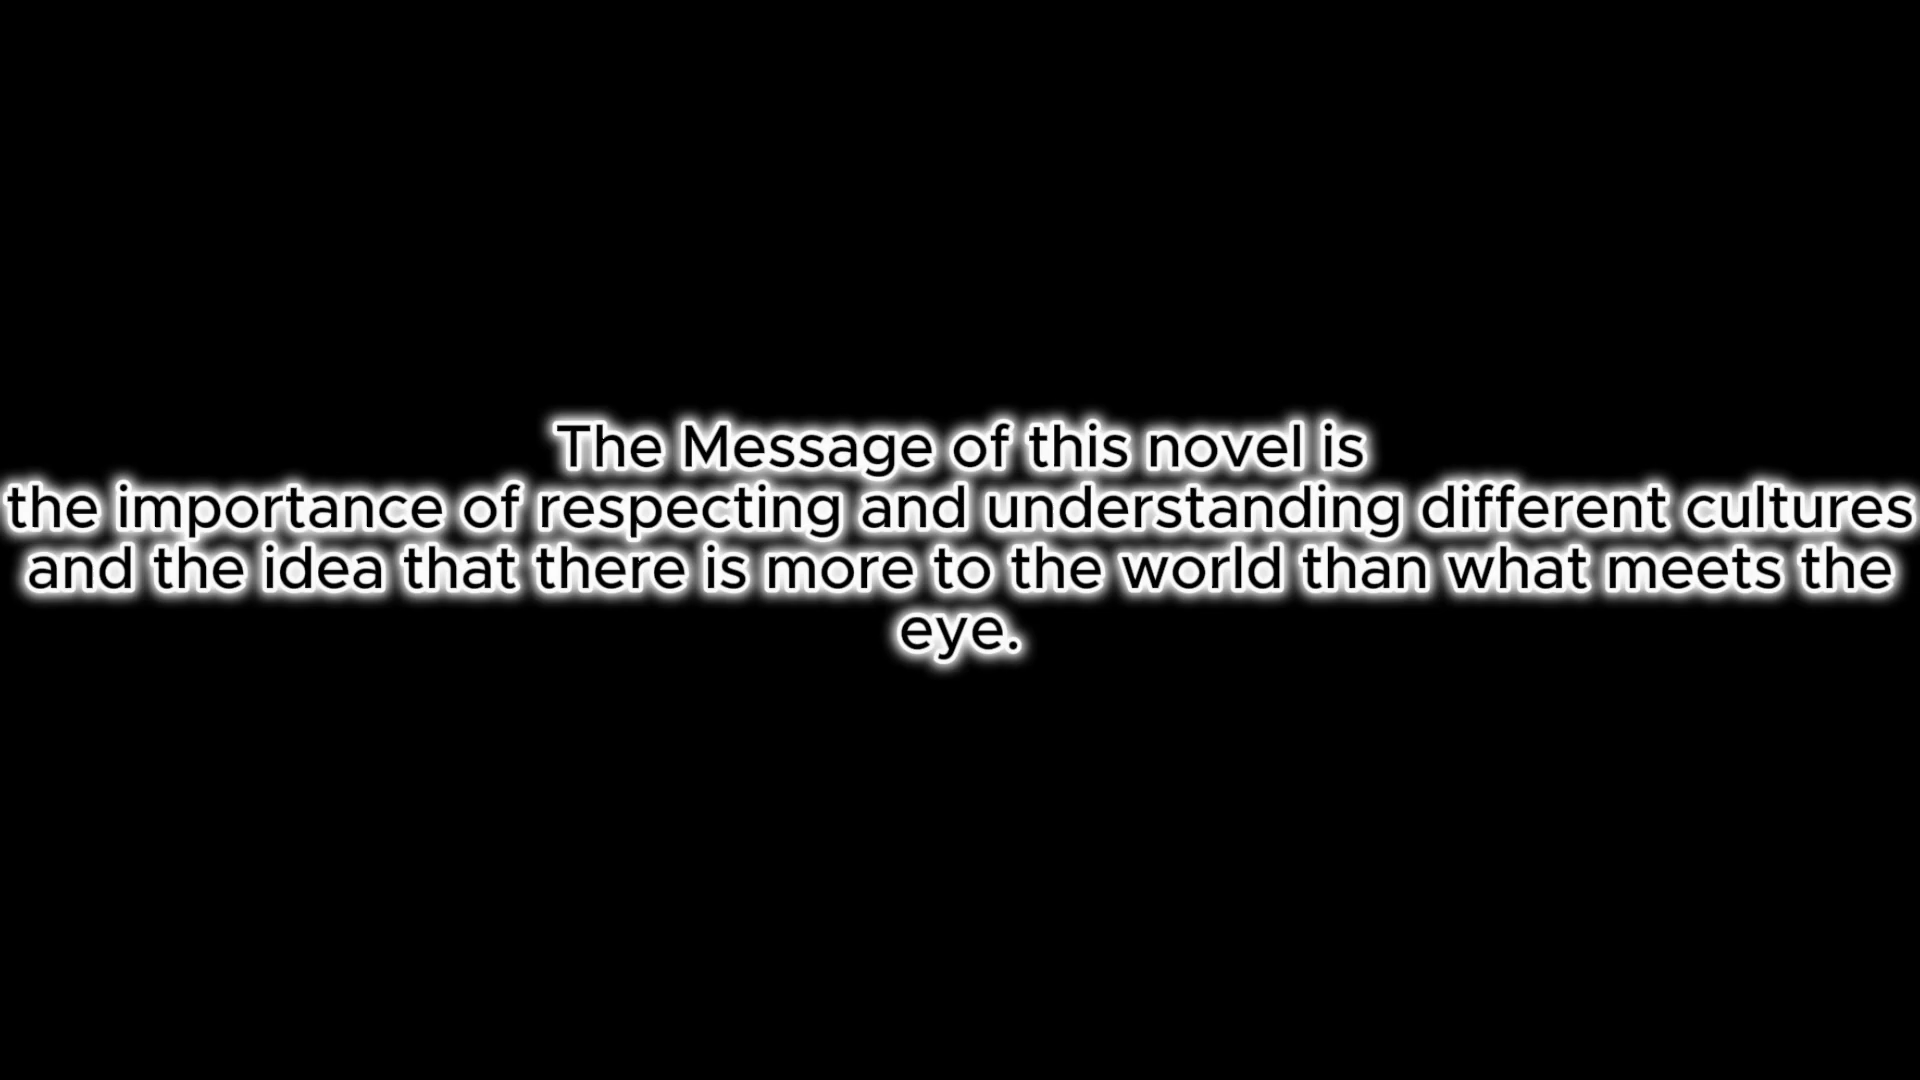 The Message of this novel is
the importance of respecting and understanding different cultures
and the idea that there is more to the world than what meets the
eye.